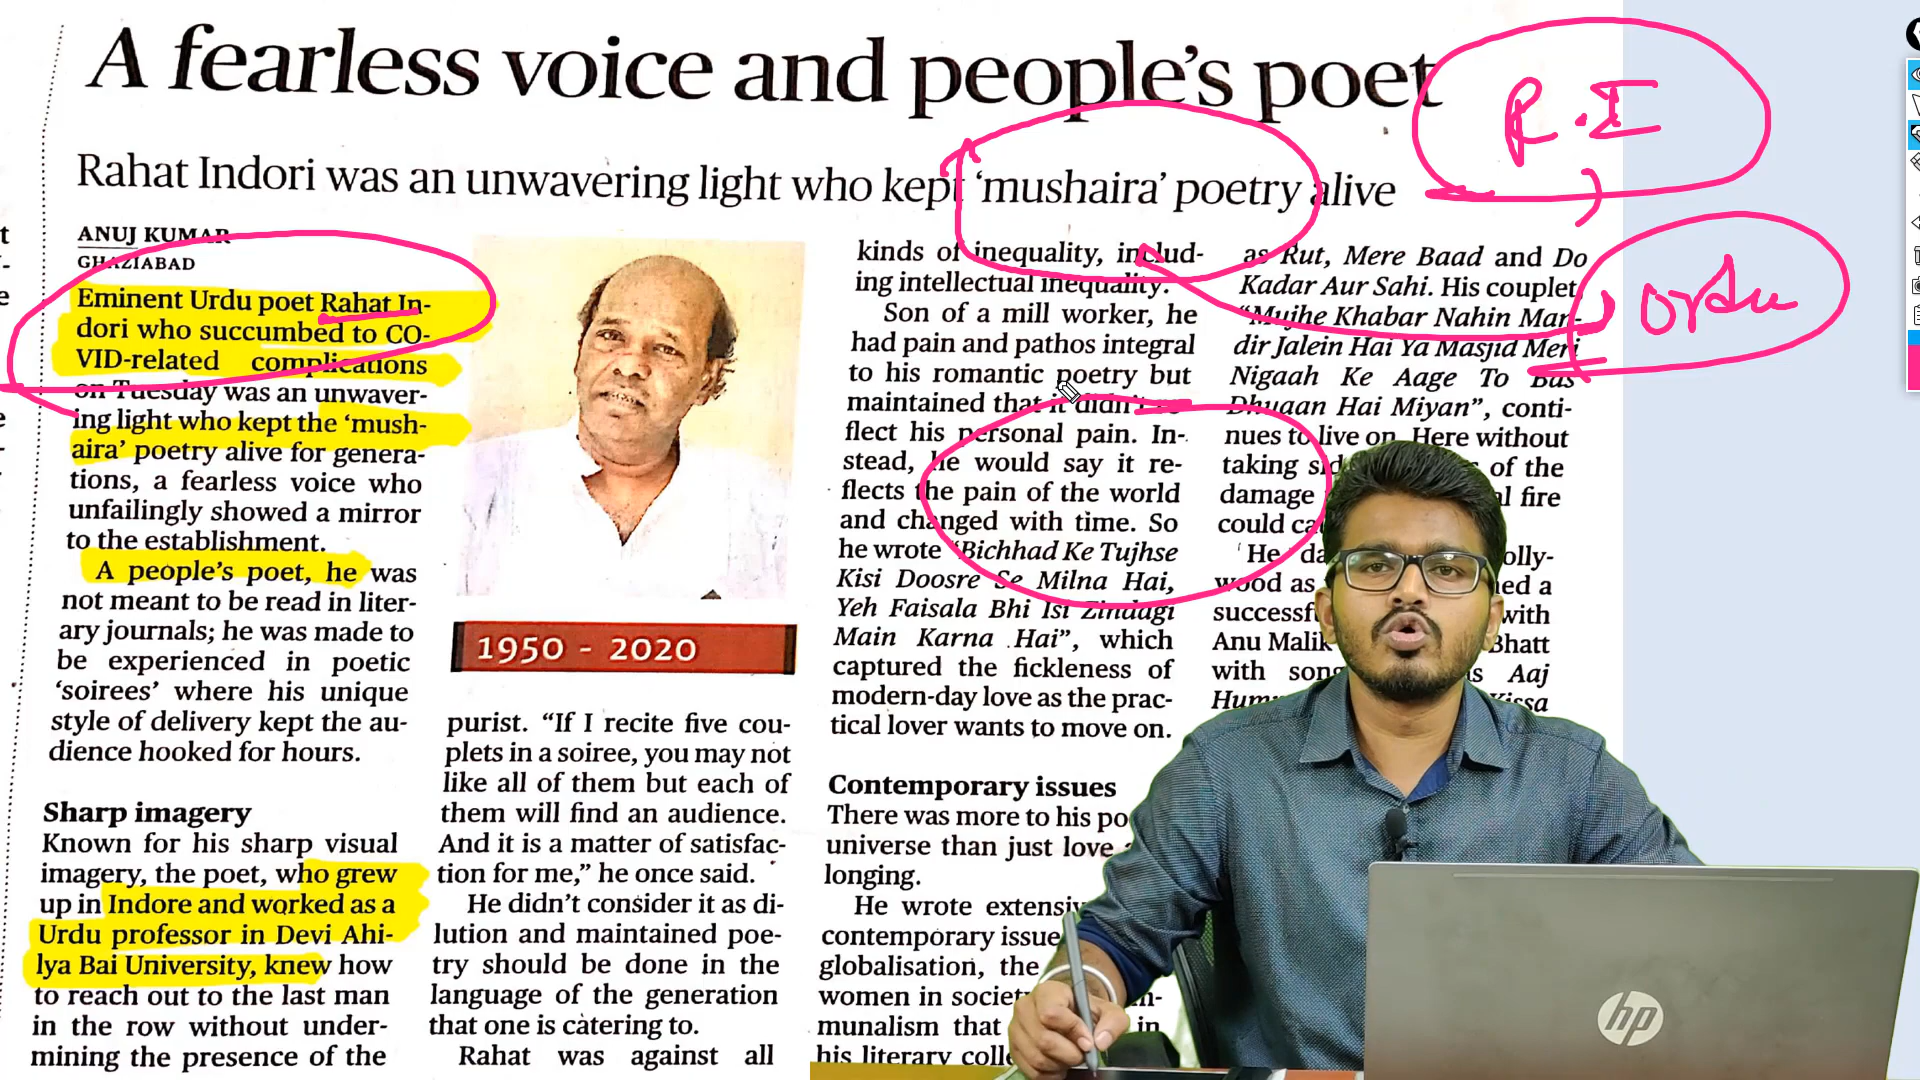 A fearless voice and people's poet
Rahat Indori was an unwavering light who kept 'mushaira' poetry alive
ANUJ KUMAR
GHAZIABAD
Eminent Urdu poet Rahat In-
dori who succumbed to CO-
VID-related complications
on Tuesday was an unwaver-
ing light who kept the 'mush-
aira' poetry alive for genera-
tions, a fearless voice who
unfailingly showed a mirror
to the establishment.
A people's poet, he was
not meant to be read in liter-
ary journals; he was made to
be experienced in poetic
'soirees' where his unique
style of delivery kept the au-
dience hooked for hours.
Sharp imagery
Known for his sharp visual
imagery, the poet, who grew
up in Indore and worked as a
Urdu professor in Devi Ahi-
lya Bai University, knew how
to reach out to the last man
in the row without under-
mining the presence of the
1950 - 2020
purist. "If I recite five cou-
plets in a soiree, you may not
like all of them but each of
them will find an audience.
And it is a matter of satisfac-
tion for me," he once said.
He didn't consider it as di-
lution and maintained poe-
try should be done in the
language of the generation
that one is catering to.
Rahat was against all
kinds of inequality, includ-
ing intellectual inequality.
Son of a mill worker, he
had pain and pathos integral
to his romantic poetry but
maintained that it didn't re-
flect his personal pain. In-
stead, he would say it re-
flects the pain of the world
and changed with time. So
he wrote "Bichhad Ke Tujhse
Kisi Doosre Se Milna Hai,
Yeh Faisala Bhi Isi Zindagi
Main Karna Hai", which
captured the fickleness of
modern-day love as the prac-
tical lover wants to move on.
Contemporary issues
There was more to his po
universe than just love
longing.
He wrote extensiv
contemporary issue
globalisation, the
women in societ
munalism that in
his literary coll
as Rut, Mere Baad and Do
Kadar Aur Sahi. His couplet,
"Mujhe Khabar Nahin Man-
dir Jalein Hai Ya Masjid Meri
Nigaah Ke Aage To Bas
Dhuaan Hai Miyan", conti-
nues to live on. Here without
taking sid of the
damage al fire
could ca
He da olly-
wood as ned a
successf with
Anu Malik Bhatt
with song s Aaj
Hum Kissa
R.I
Urdu
hp